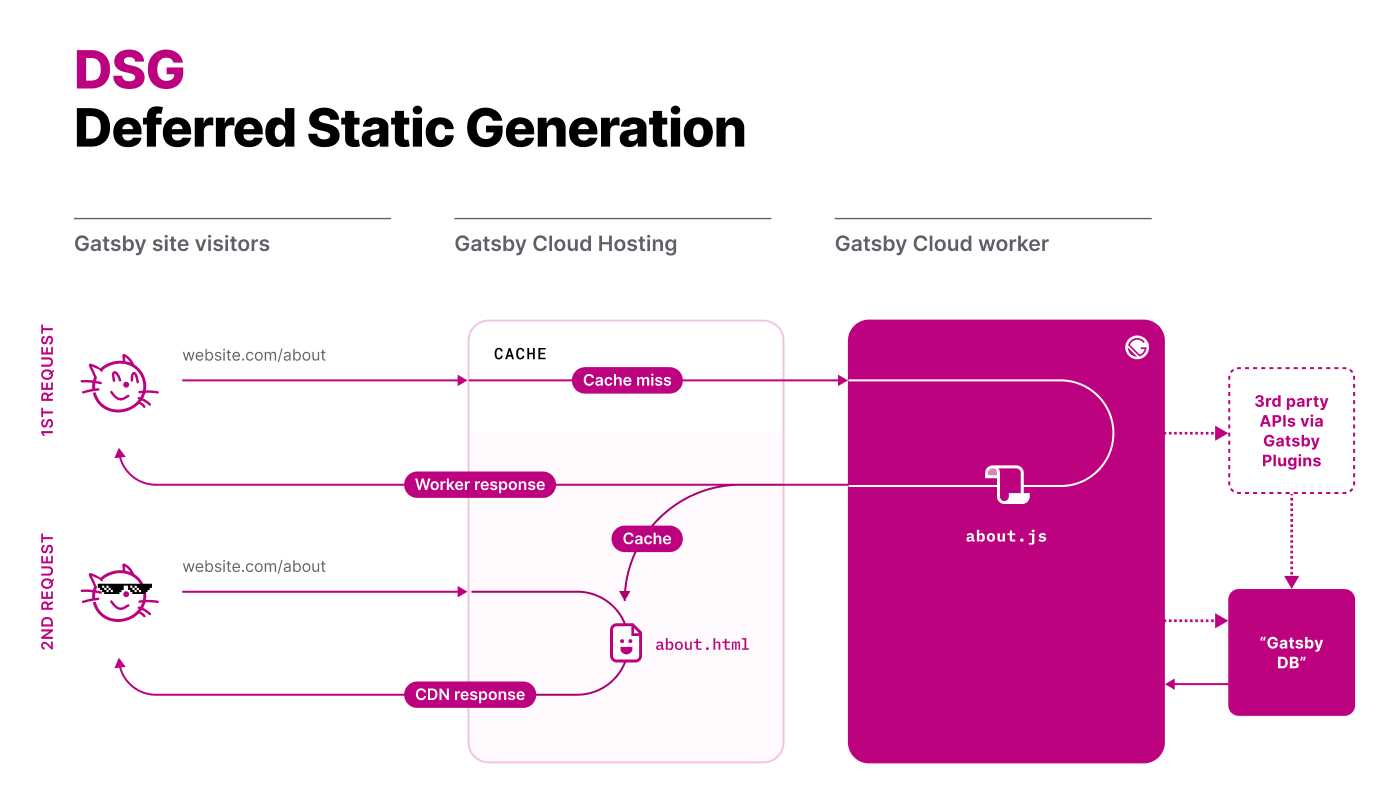 DSG
Deferred Static Generation
Gatsby site visitors
Gatsby Cloud Hosting
Gatsby Cloud worker
1ST REQUEST
website.com/about
CACHE
Cache miss
3rd party
APIs via
Gatsby
Plugins
Worker response
Cache
about.js
2ND REQUEST
website.com/about
about.html
“Gatsby
DB”
CDN response